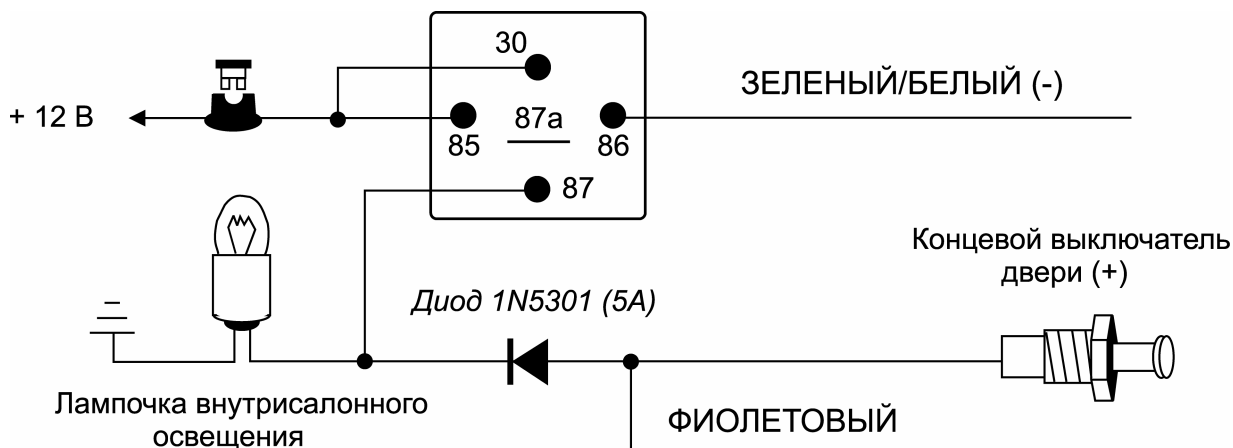 30
ЗЕЛЕНЫЙ/БЕЛЫЙ (-)
+ 12 В
87а
85
86
87
Концевой выключатель
двери (+)
Диод 1N5301 (5А)
Лампочка внутрисалонного
освещения
ФИОЛЕТОВЫЙ